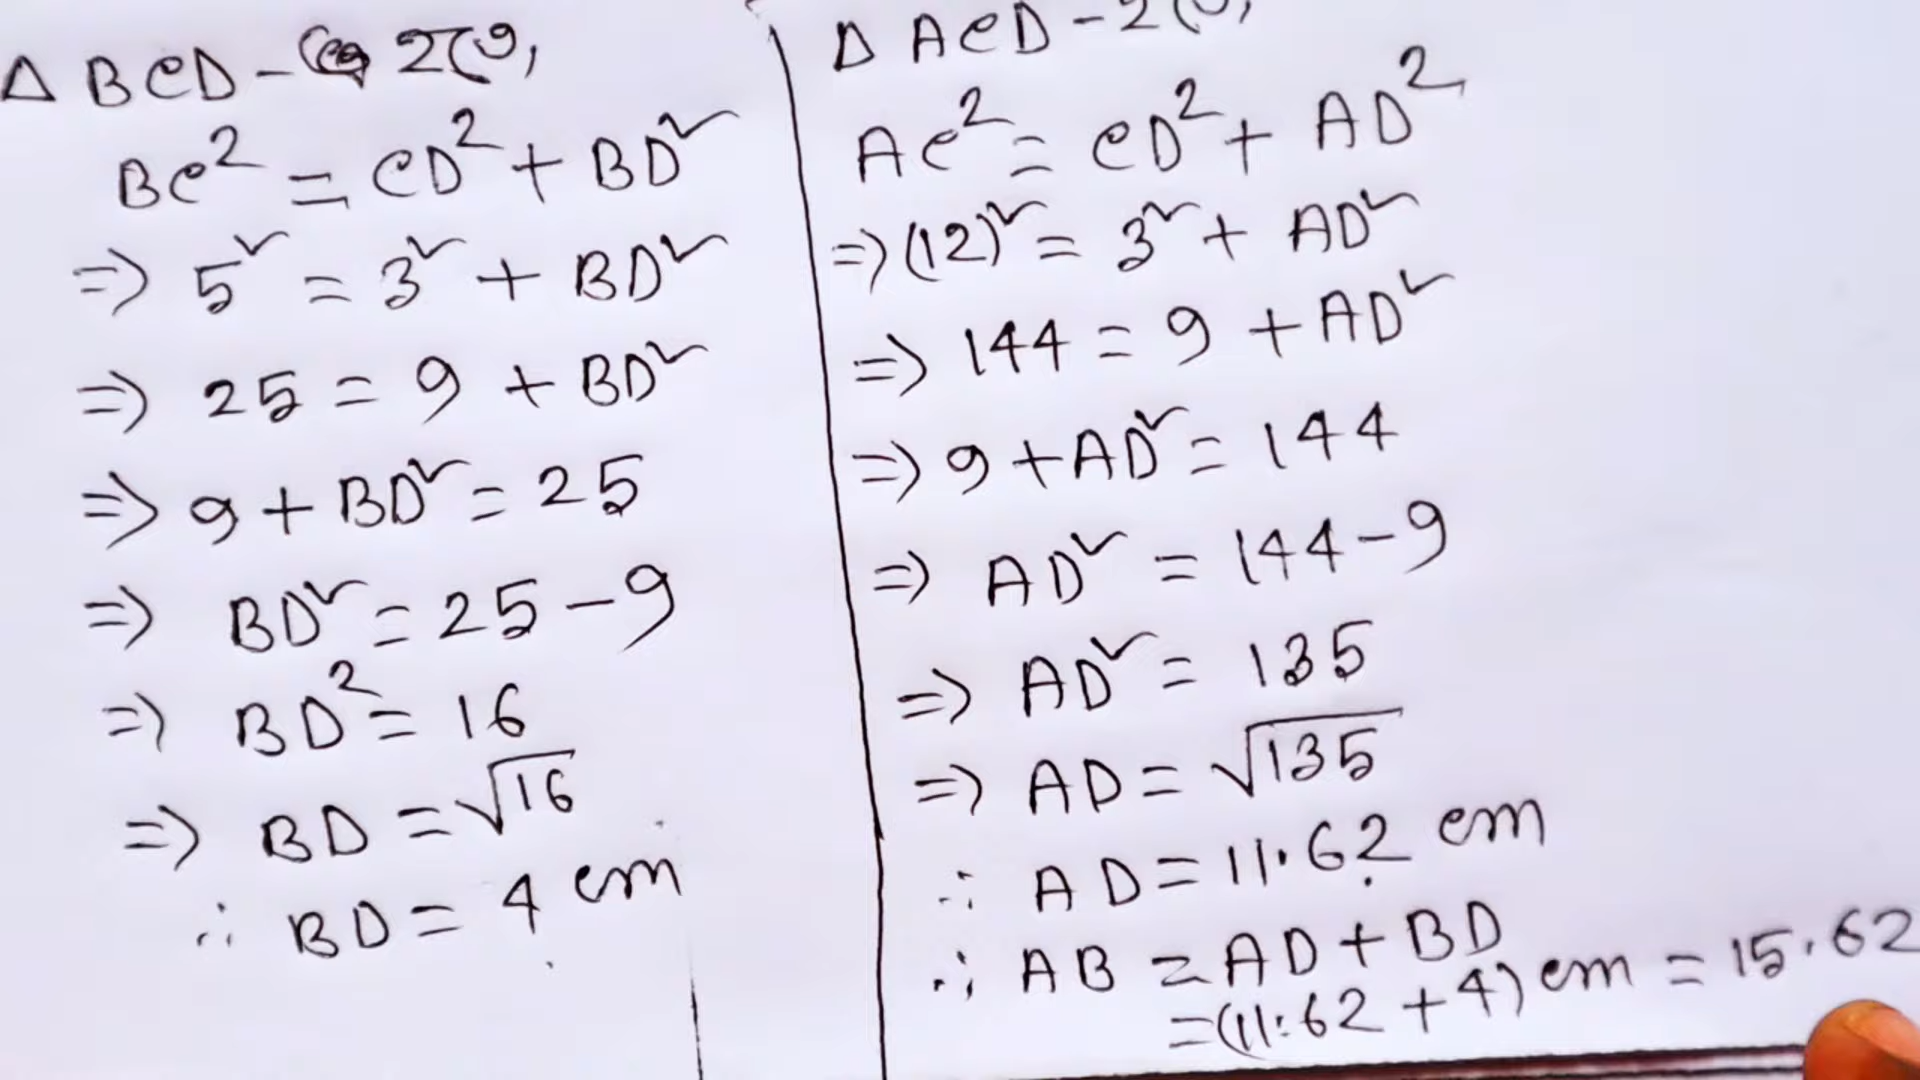 Δ BCD - এ হতে,
BC² = CD² + BD²
=> 5² = 3² + BD²
=> 25 = 9 + BD²
=> 9 + BD² = 25
=> BD² = 25 - 9
=> BD² = 16
=> BD = √16
∴ BD = 4 cm
Δ ACD -
AC² = CD² + AD²
=> (12)² = 3² + AD²
=> 144 = 9 + AD²
=> 9 + AD² = 144
=> AD² = 144 - 9
=> AD² = 135
=> AD = √135
∴ AD = 11.62 cm
∴ AB = AD + BD
= (11.62 + 4) cm = 15.62